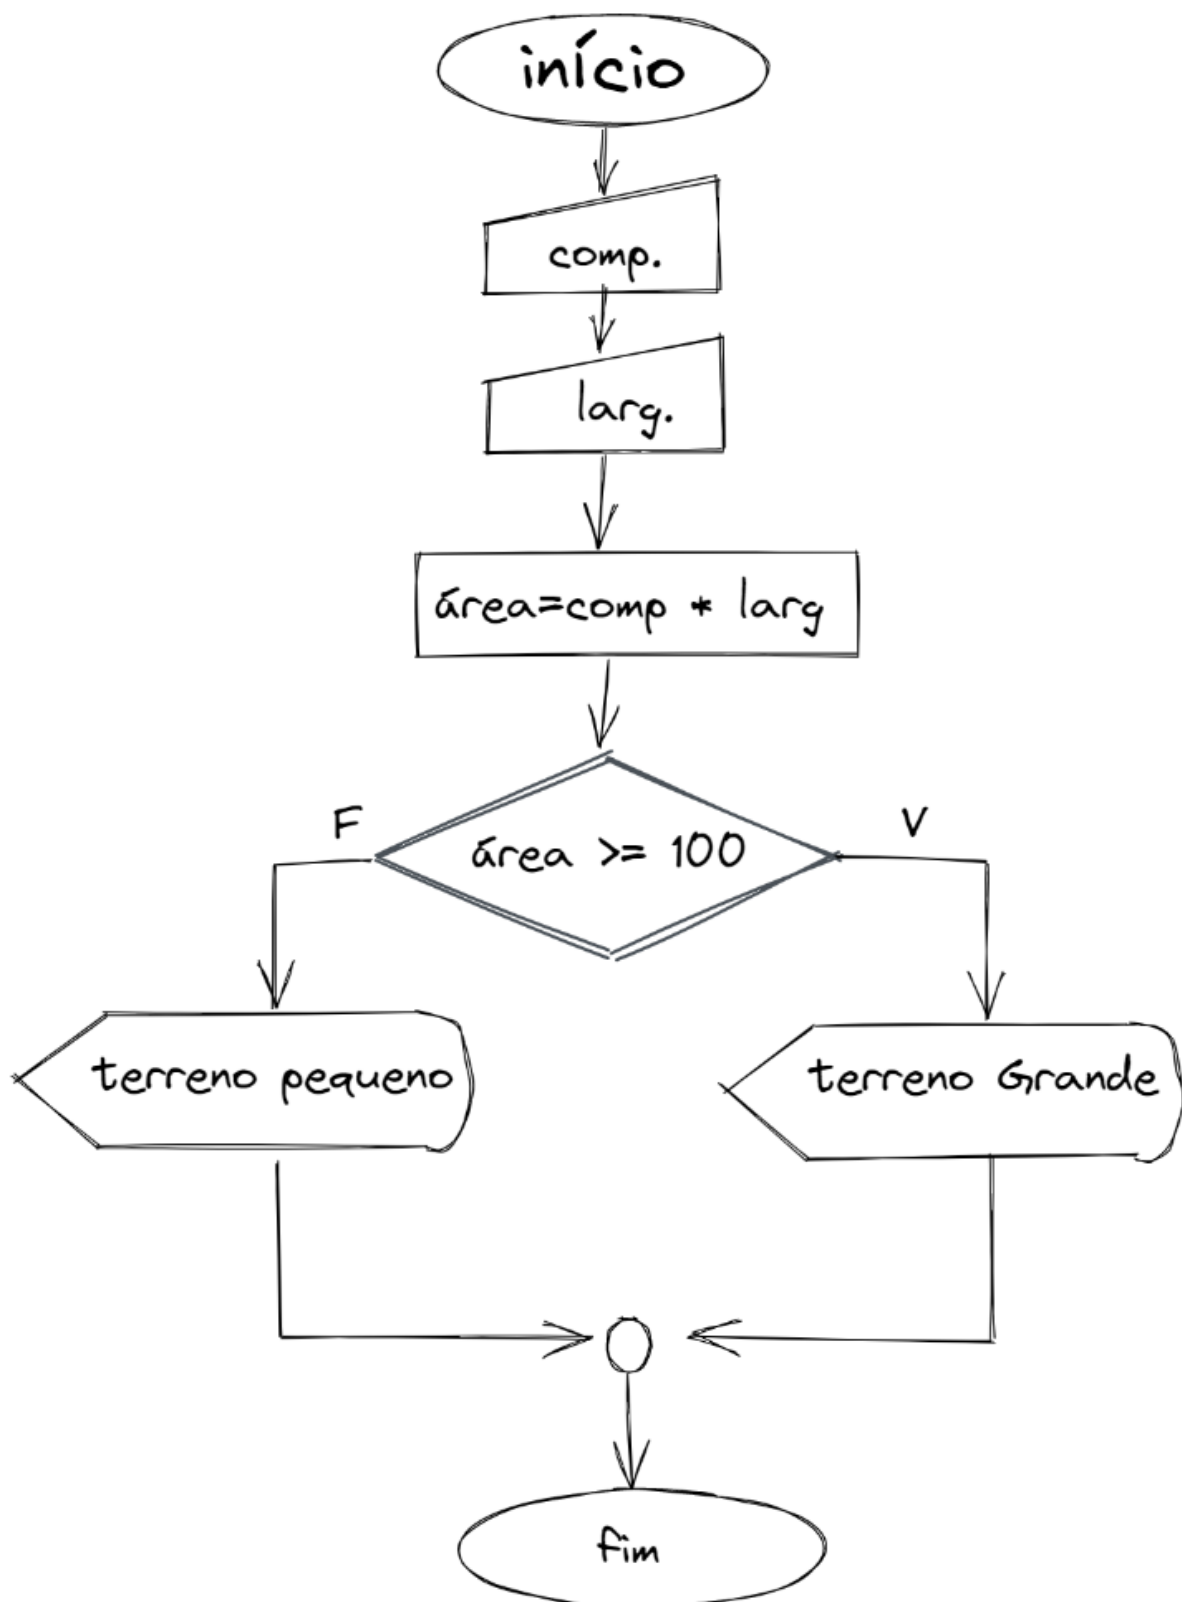 início
comp.
larg.
área=comp * larg
F
área >= 100
V
terreno pequeno
terreno Grande
fim